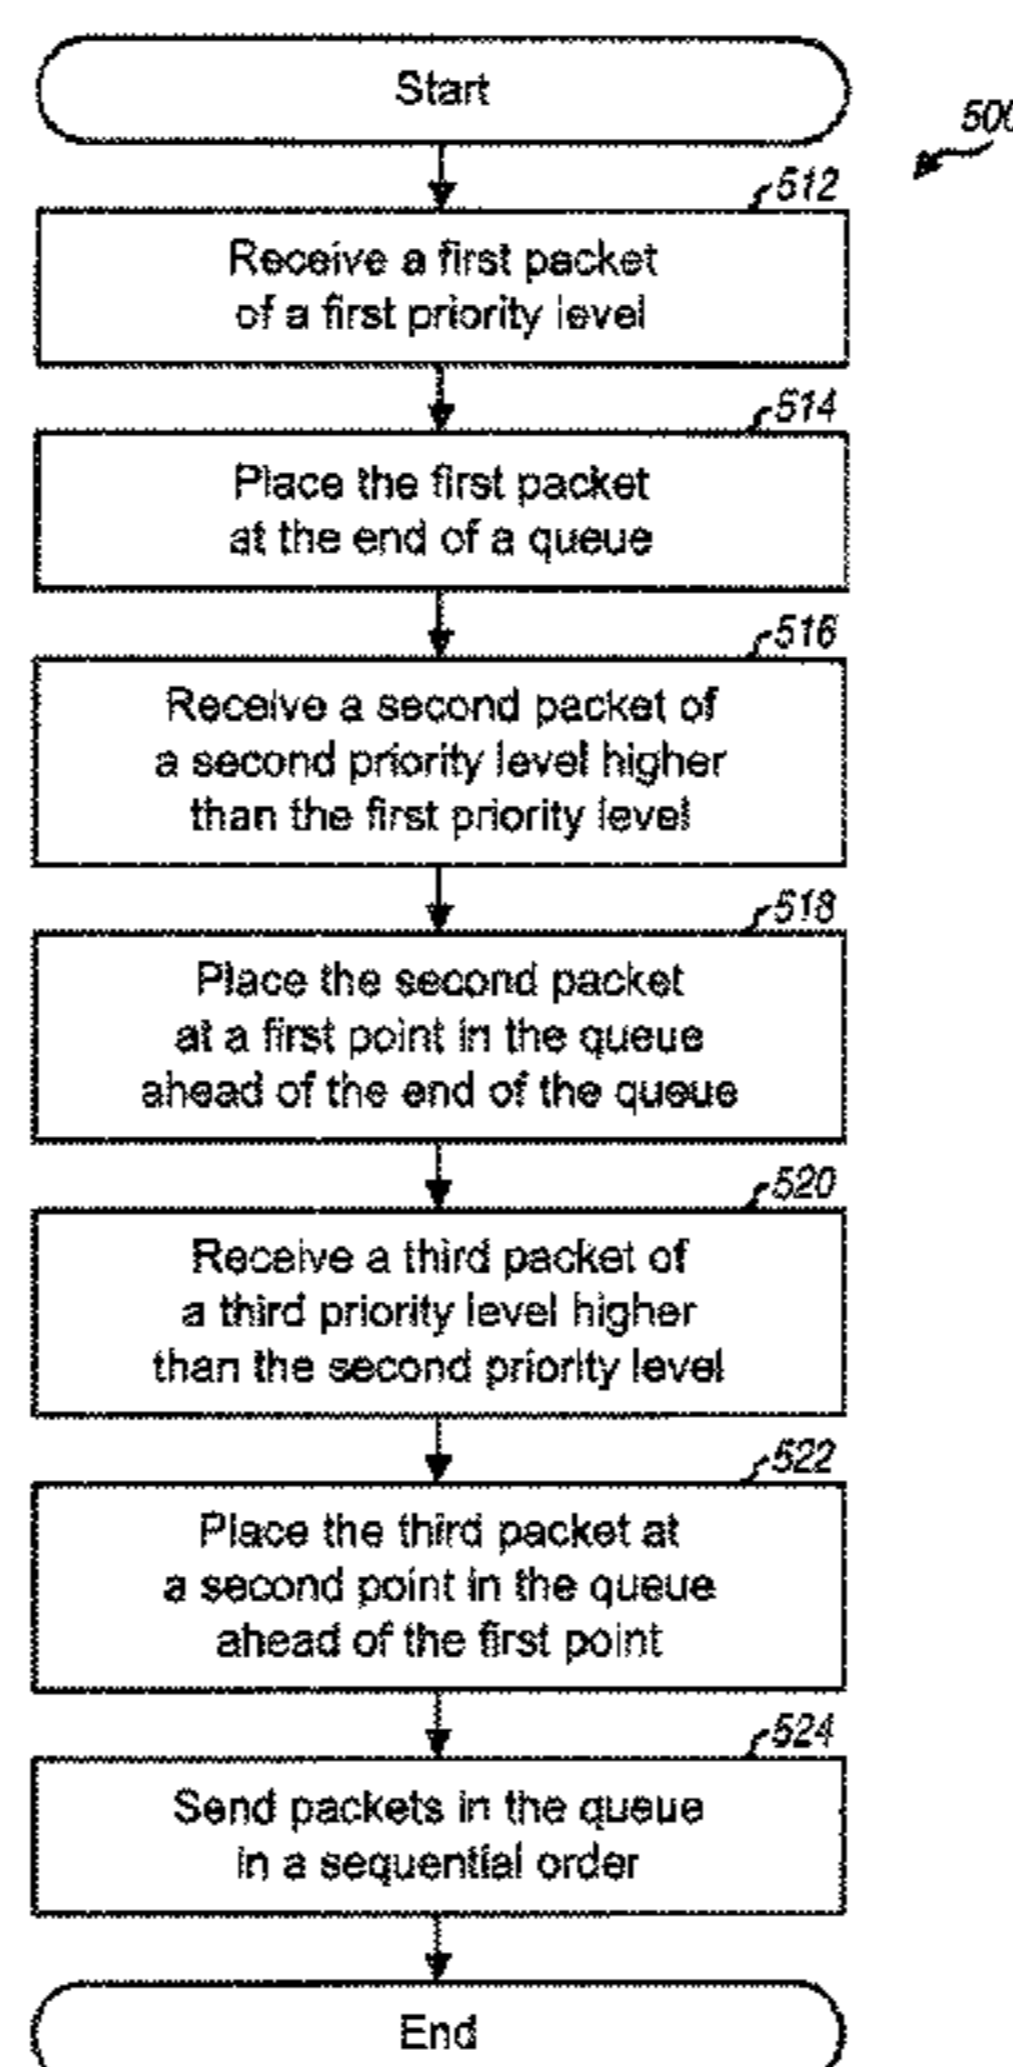 Start
500
512
Receive a first packet
of a first priority level
514
Place the first packet
at the end of a queue
516
Receive a second packet of
a second priority level higher
than the first priority level
518
Place the second packet
at a first point in the queue
ahead of the end of the queue
520
Receive a third packet of
a third priority level higher
than the second priority level
522
Place the third packet at
a second point in the queue
ahead of the first point
524
Send packets in the queue
in a sequential order
End